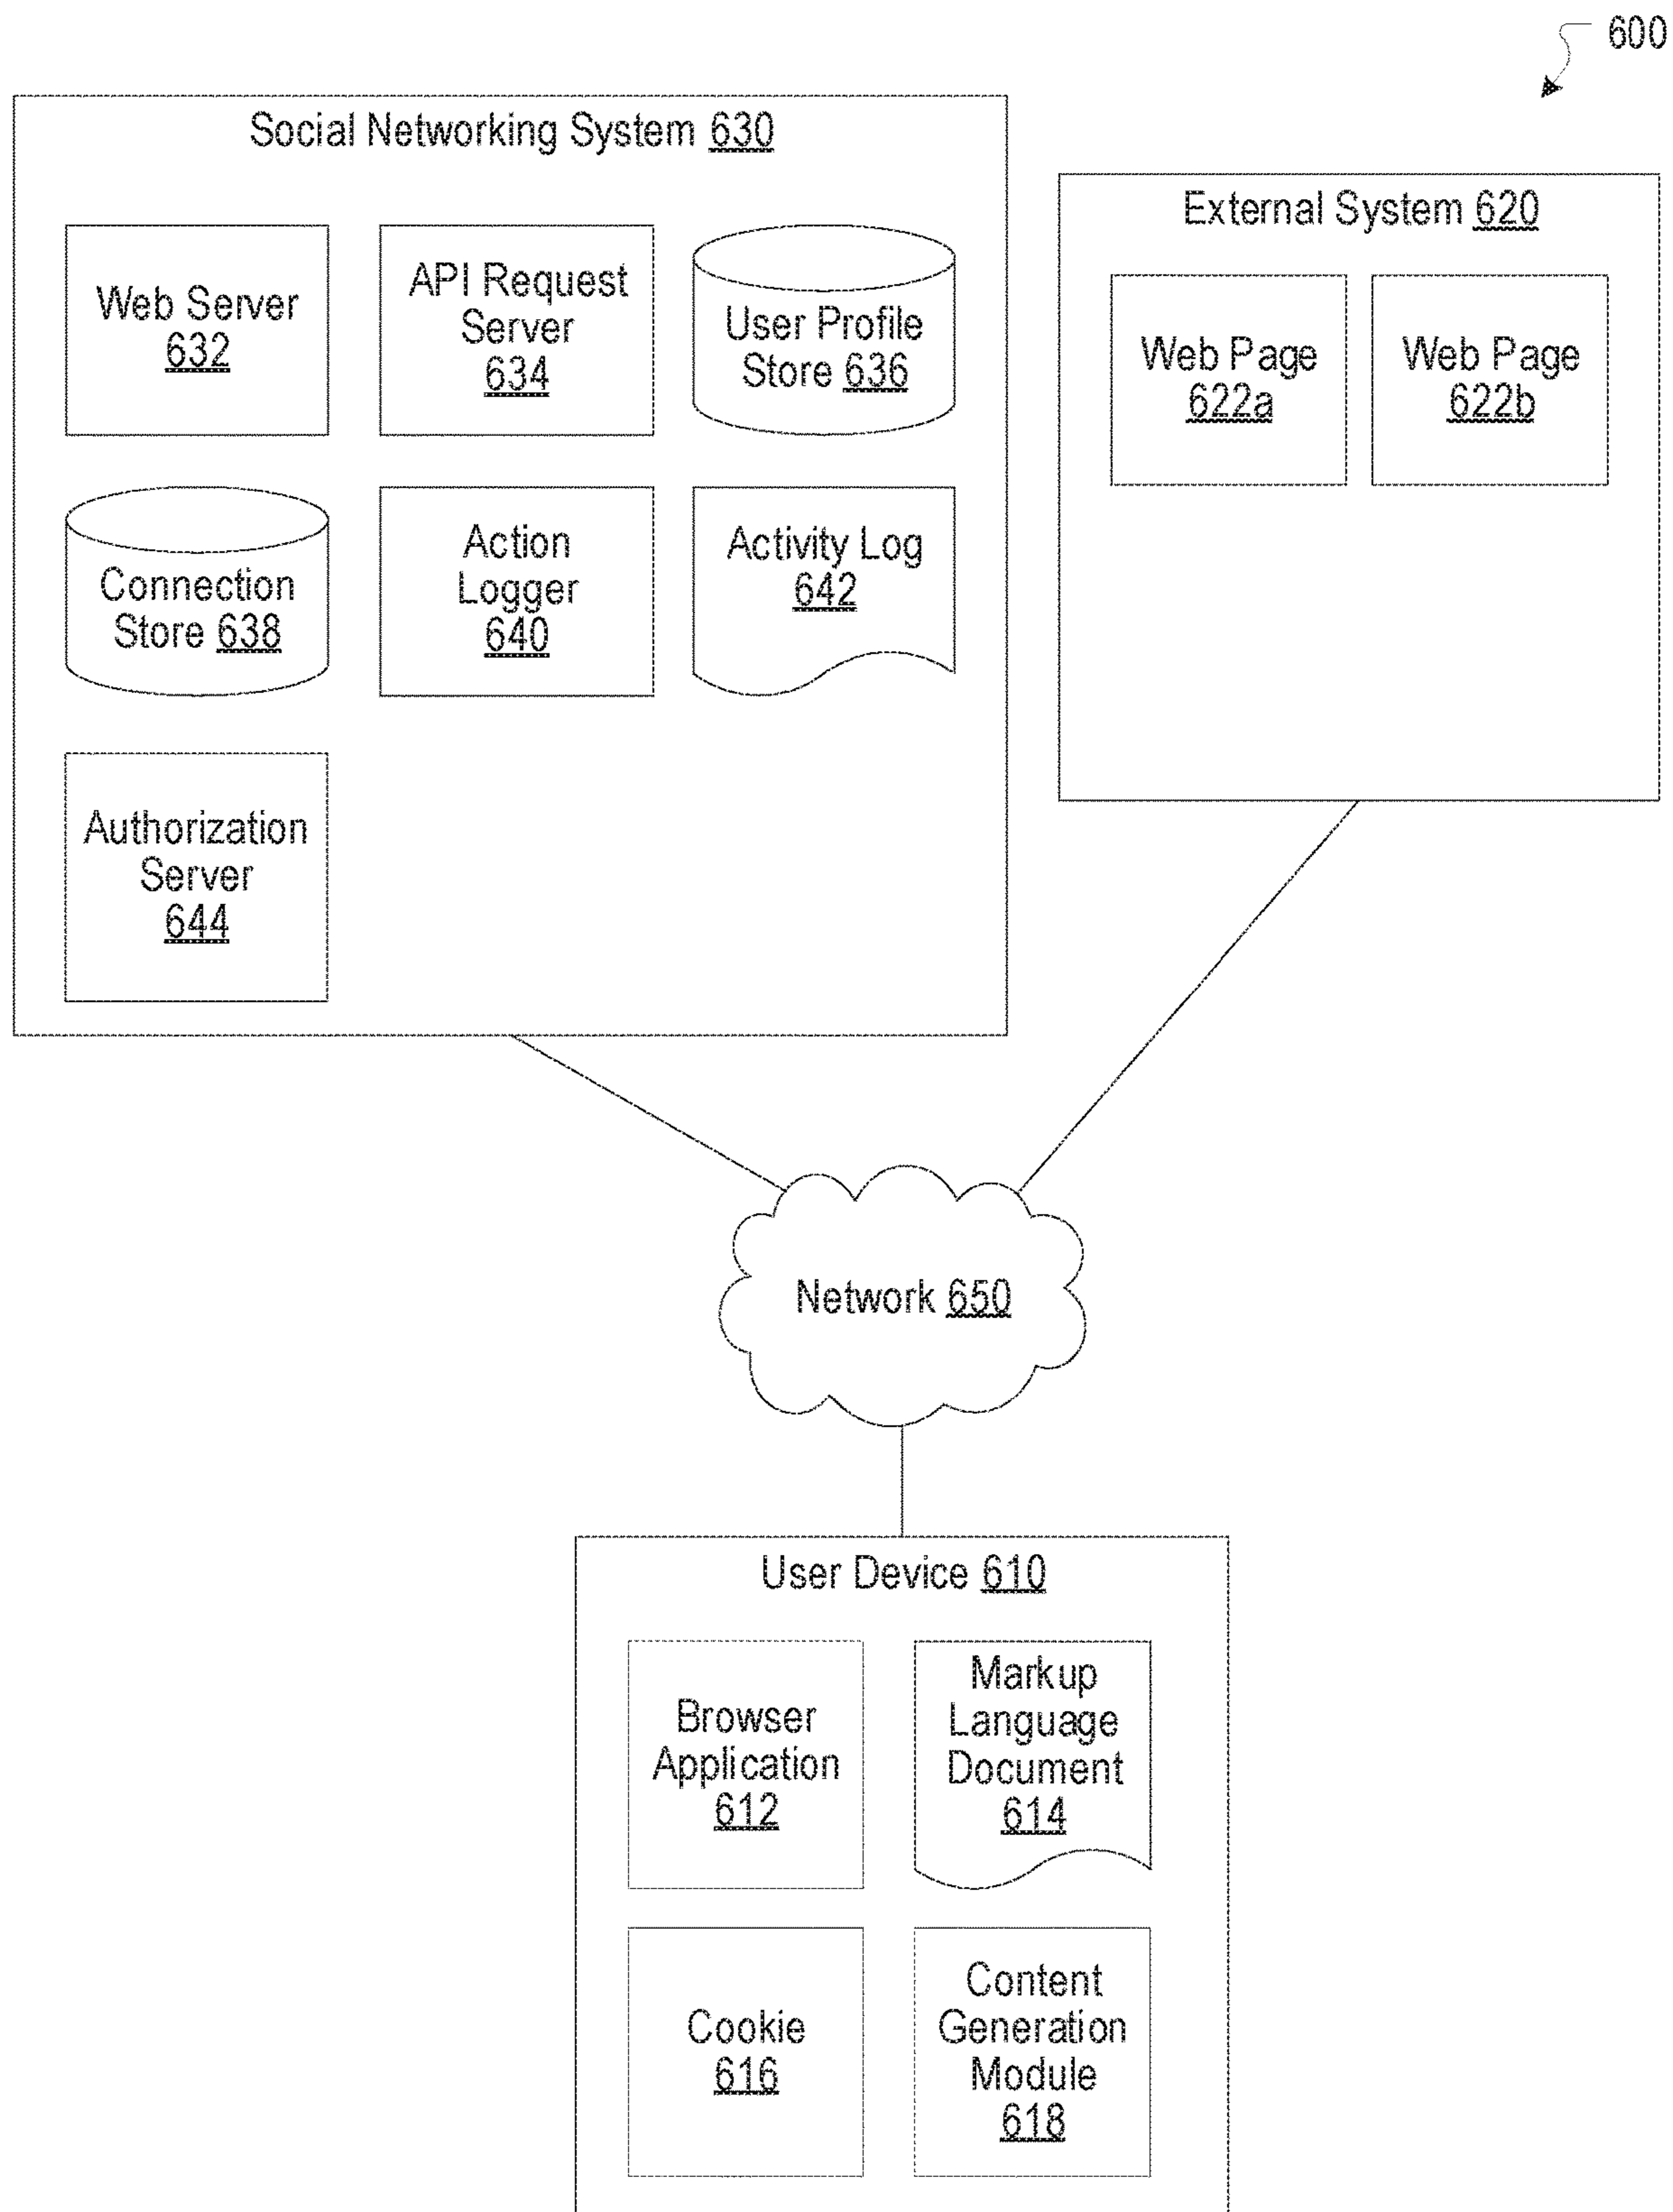 600
Social Networking System 630
External System 620
Web Server
632
API Request
Server
634
User Profile
Store 636
Web Page
622a
Web Page
622b
Connection
Store 638
Action
Logger
640
Activity Log
642
Authorization
Server
644
Network 650
User Device 610
Browser
Application
612
Markup
Language
Document
614
Cookie
616
Content
Generation
Module
618